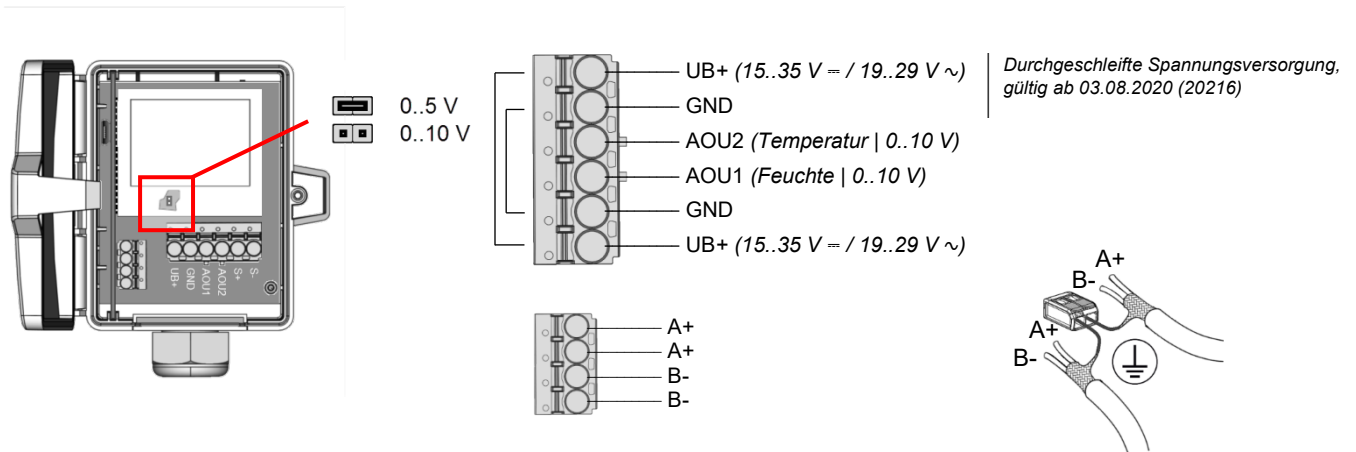 0..5 V
0..10 V
UB+
GND
AOU1
AOU2
S+
S-
UB+ (15..35 V ⎓ / 19..29 V ∿)
GND
AOU2 (Temperatur | 0..10 V)
AOU1 (Feuchte | 0..10 V)
GND
UB+ (15..35 V ⎓ / 19..29 V ∿)
Durchgeschleifte Spannungsversorgung,
gültig ab 03.08.2020 (20216)
A+
A+
B-
B-
A+
B-
A+
B-